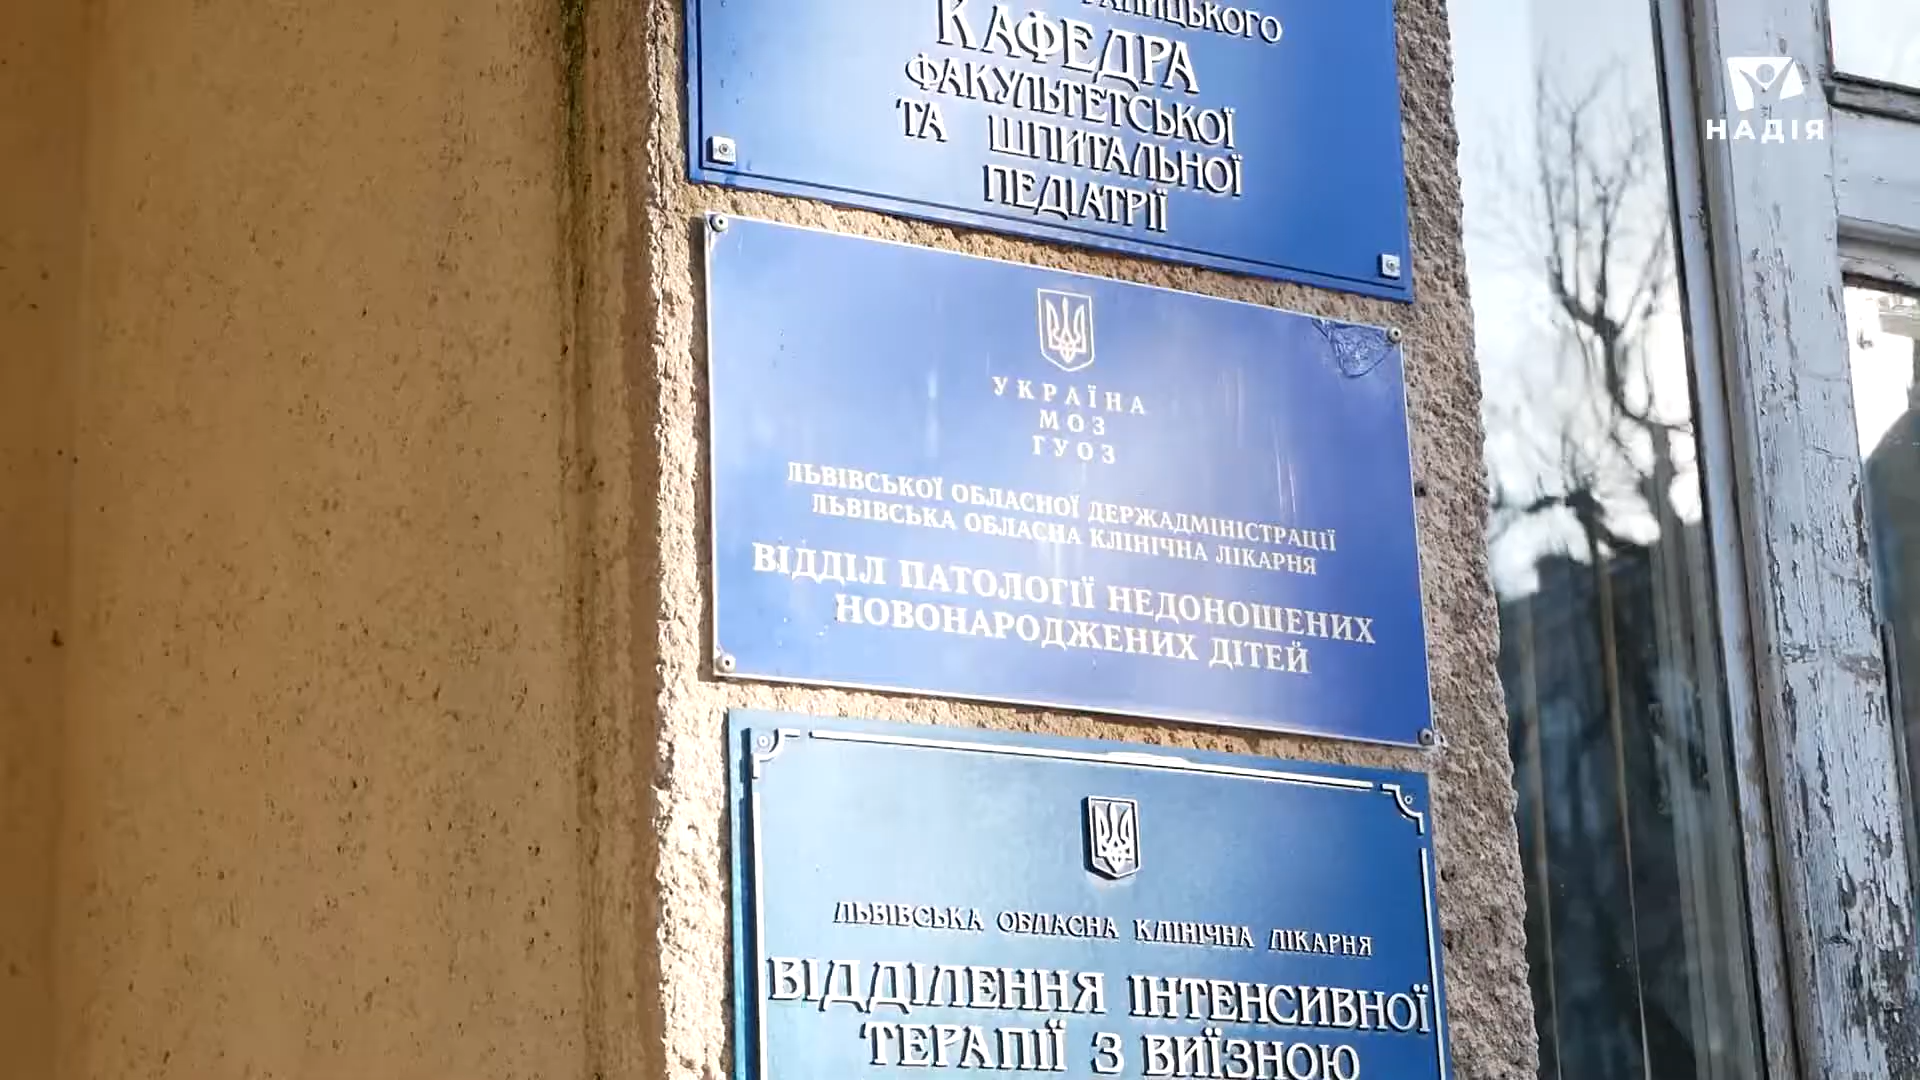 КАФЕДРА
ФАКУЛЬТЕТСЬКОЇ
ТА ШПИТАЛЬНОЇ
ПЕДІАТРІЇ
НАДІЯ
УКРАЇНА
МОЗ
ГУОЗ
ЛЬВІВСЬКОЇ ОБЛАСНОЇ ДЕРЖАДМІНІСТРАЦІЇ
ЛЬВІВСЬКА ОБЛАСНА КЛІНІЧНА ЛІКАРНЯ
ВІДДІЛ ПАТОЛОГІЇ НЕДОНОШЕНИХ
НОВОНАРОДЖЕНИХ ДІТЕЙ
ЛЬВІВСЬКА ОБЛАСНА КЛІНІЧНА ЛІКАРНЯ
ВІДДІЛЕННЯ ІНТЕНСИВНОЇ
ТЕРАПІЇ З ВИЇЗНОЮ